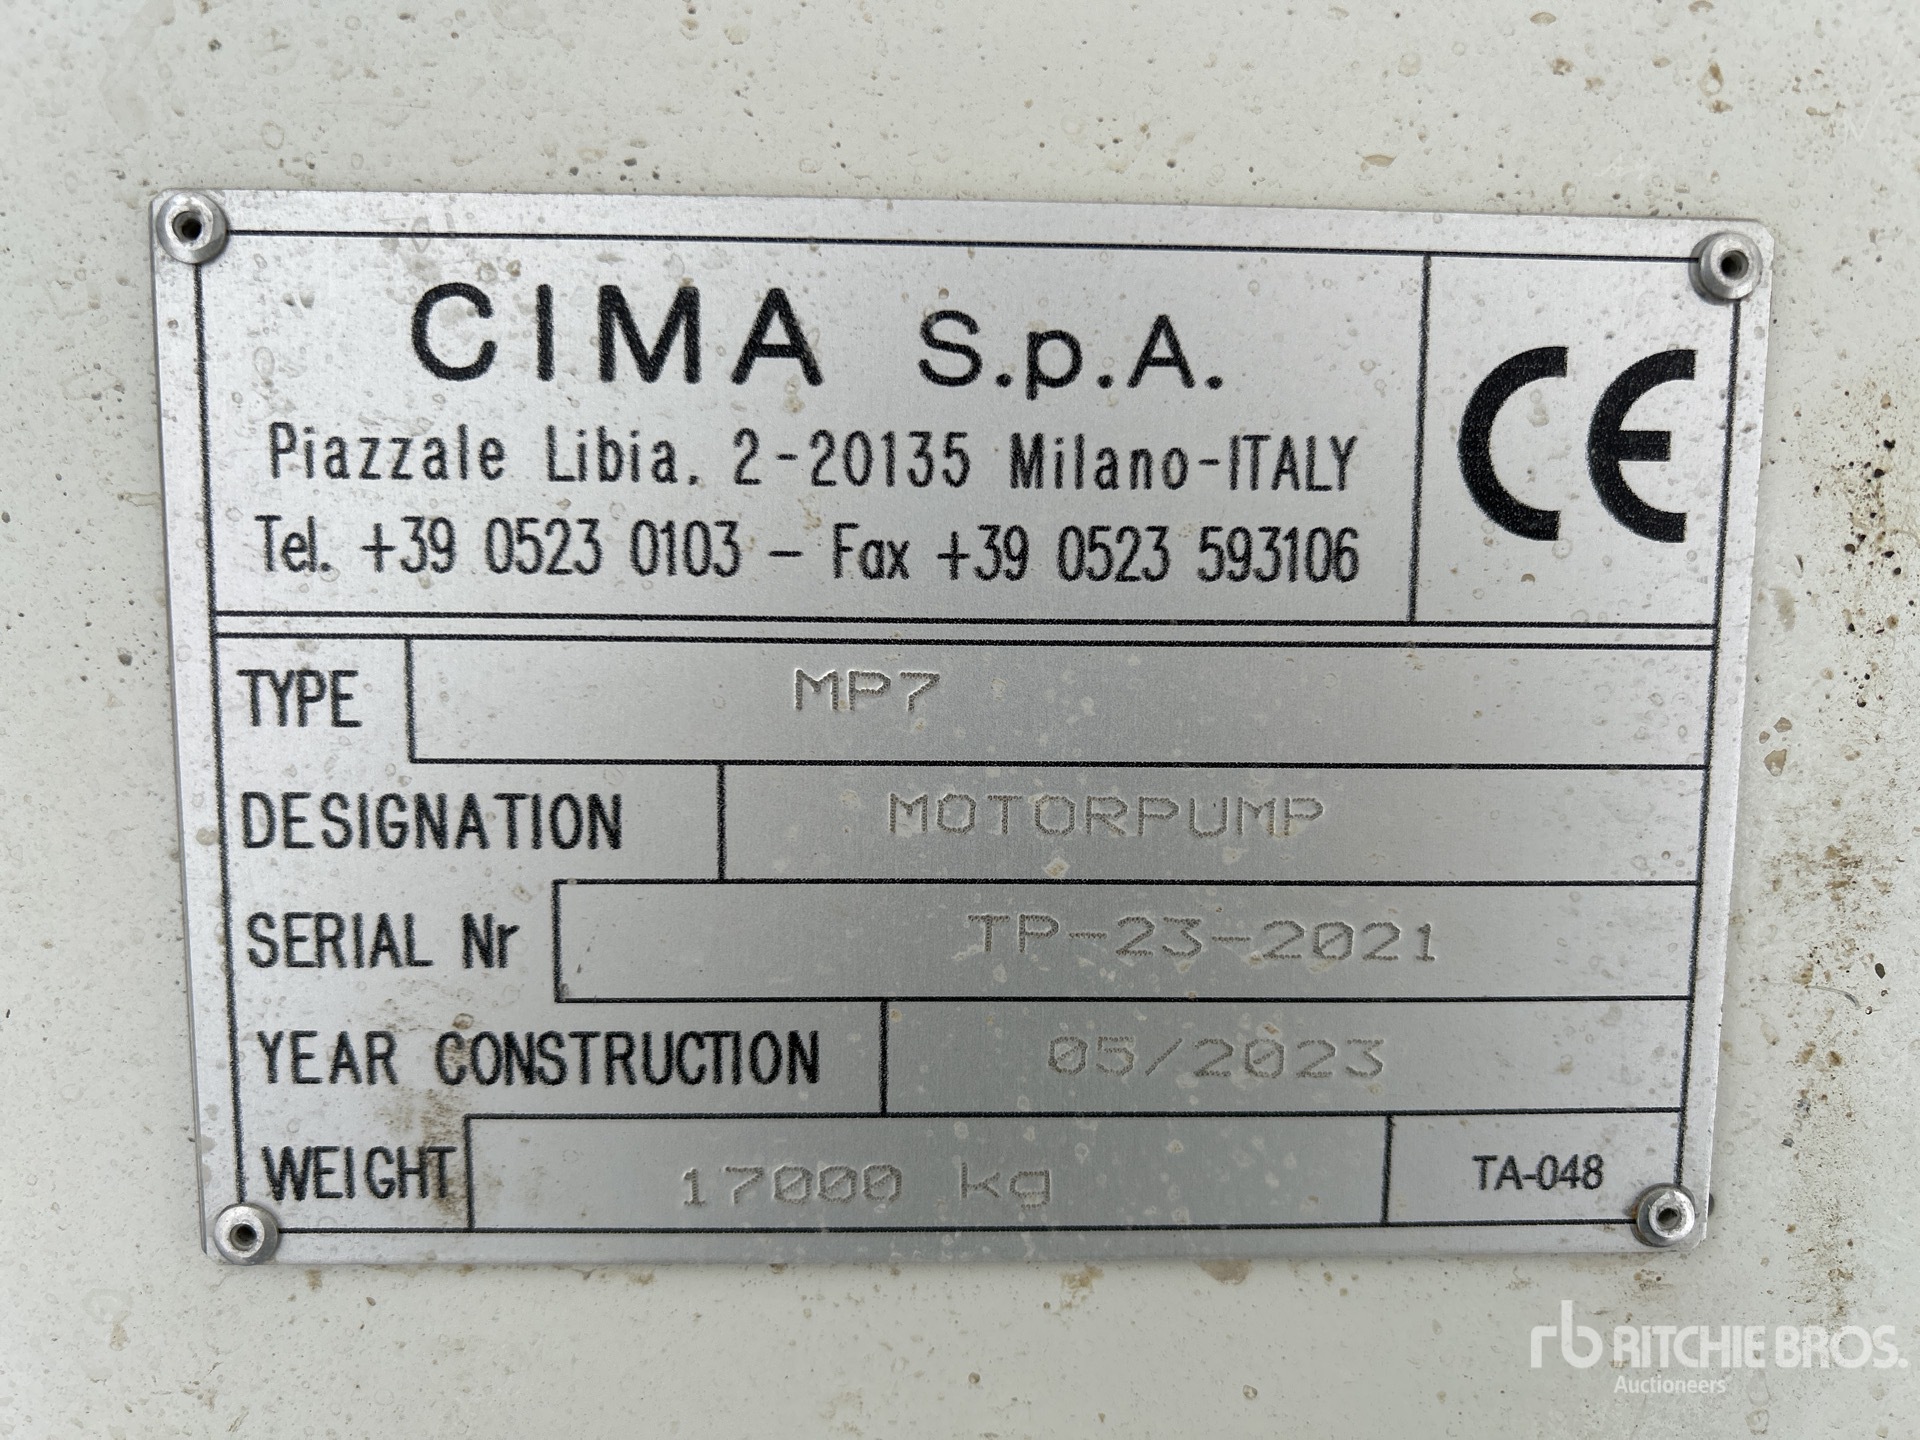 CIMA S.p.A.
Piazzale Libia, 2-20135 Milano-ITALY
Tel. +39 0523 0103 – Fax +39 0523 593106
CE
TYPE MP7
DESIGNATION MOTORPUMP
SERIAL Nr TP-23-2021
YEAR CONSTRUCTION 05/2023
WEIGHT 17000 kg TA-048
rb RITCHIE BROS.
Auctioneers